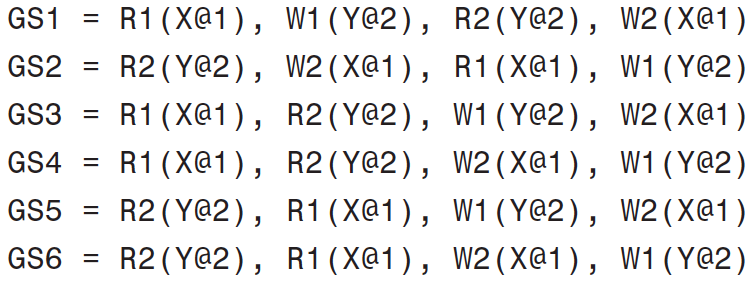 GS1 = R1(X@1), W1(Y@2), R2(Y@2), W2(X@1)
GS2 = R2(Y@2), W2(X@1), R1(X@1), W1(Y@2)
GS3 = R1(X@1), R2(Y@2), W1(Y@2), W2(X@1)
GS4 = R1(X@1), R2(Y@2), W2(X@1), W1(Y@2)
GS5 = R2(Y@2), R1(X@1), W1(Y@2), W2(X@1)
GS6 = R2(Y@2), R1(X@1), W2(X@1), W1(Y@2)